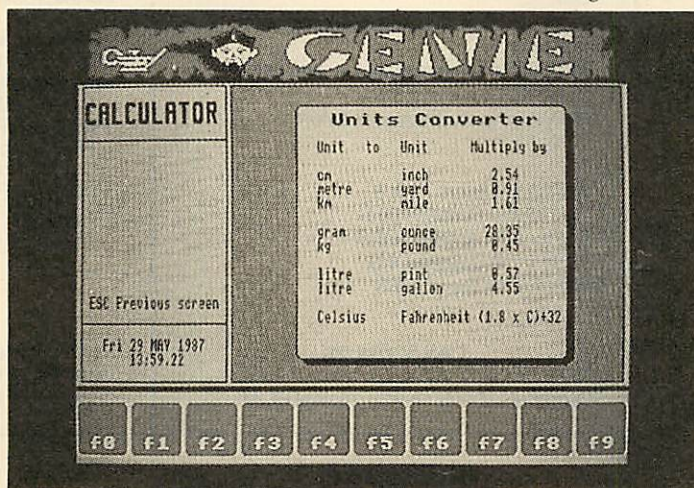 GENIE
CALCULATOR
ESC Previous screen
Fri 29 MAY 1987
13.59.22
Units Converter
Unit to Unit Multiply by
cm inch 2.54
metre yard 0.91
km mile 1.61
gram ounce 28.35
kg pound 0.45
litre pint 0.57
litre gallon 4.55
Celsius Fahrenheit (1.8 x C)+32
f0 f1 f2 f3 f4 f5 f6 f7 f8 f9